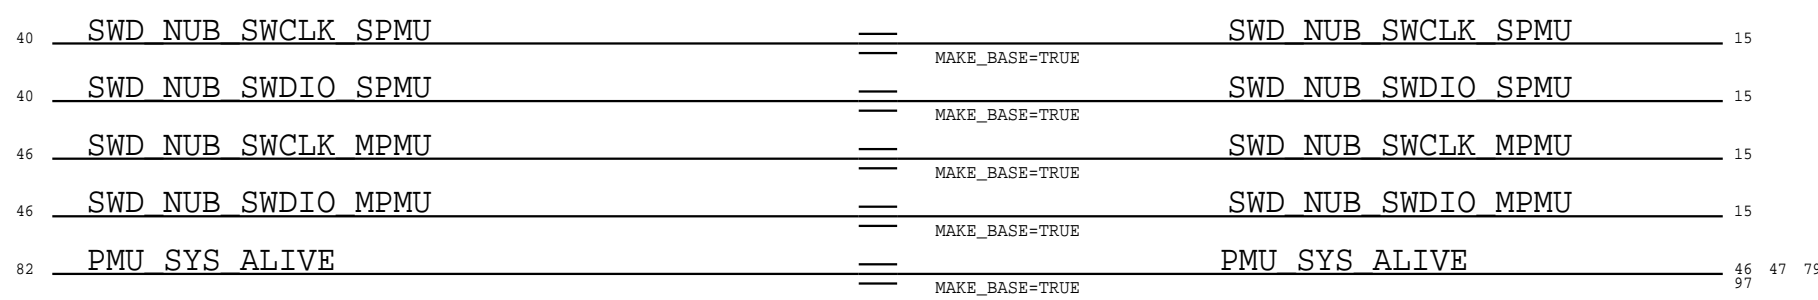 40 SWD_NUB_SWCLK_SPMU SWD_NUB_SWCLK_SPMU 15
MAKE_BASE=TRUE
40 SWD_NUB_SWDIO_SPMU SWD_NUB_SWDIO_SPMU 15
MAKE_BASE=TRUE
46 SWD_NUB_SWCLK_MPMU SWD_NUB_SWCLK_MPMU 15
MAKE_BASE=TRUE
46 SWD_NUB_SWDIO_MPMU SWD_NUB_SWDIO_MPMU 15
MAKE_BASE=TRUE
82 PMU_SYS_ALIVE PMU_SYS_ALIVE 46 47 79
MAKE_BASE=TRUE 97